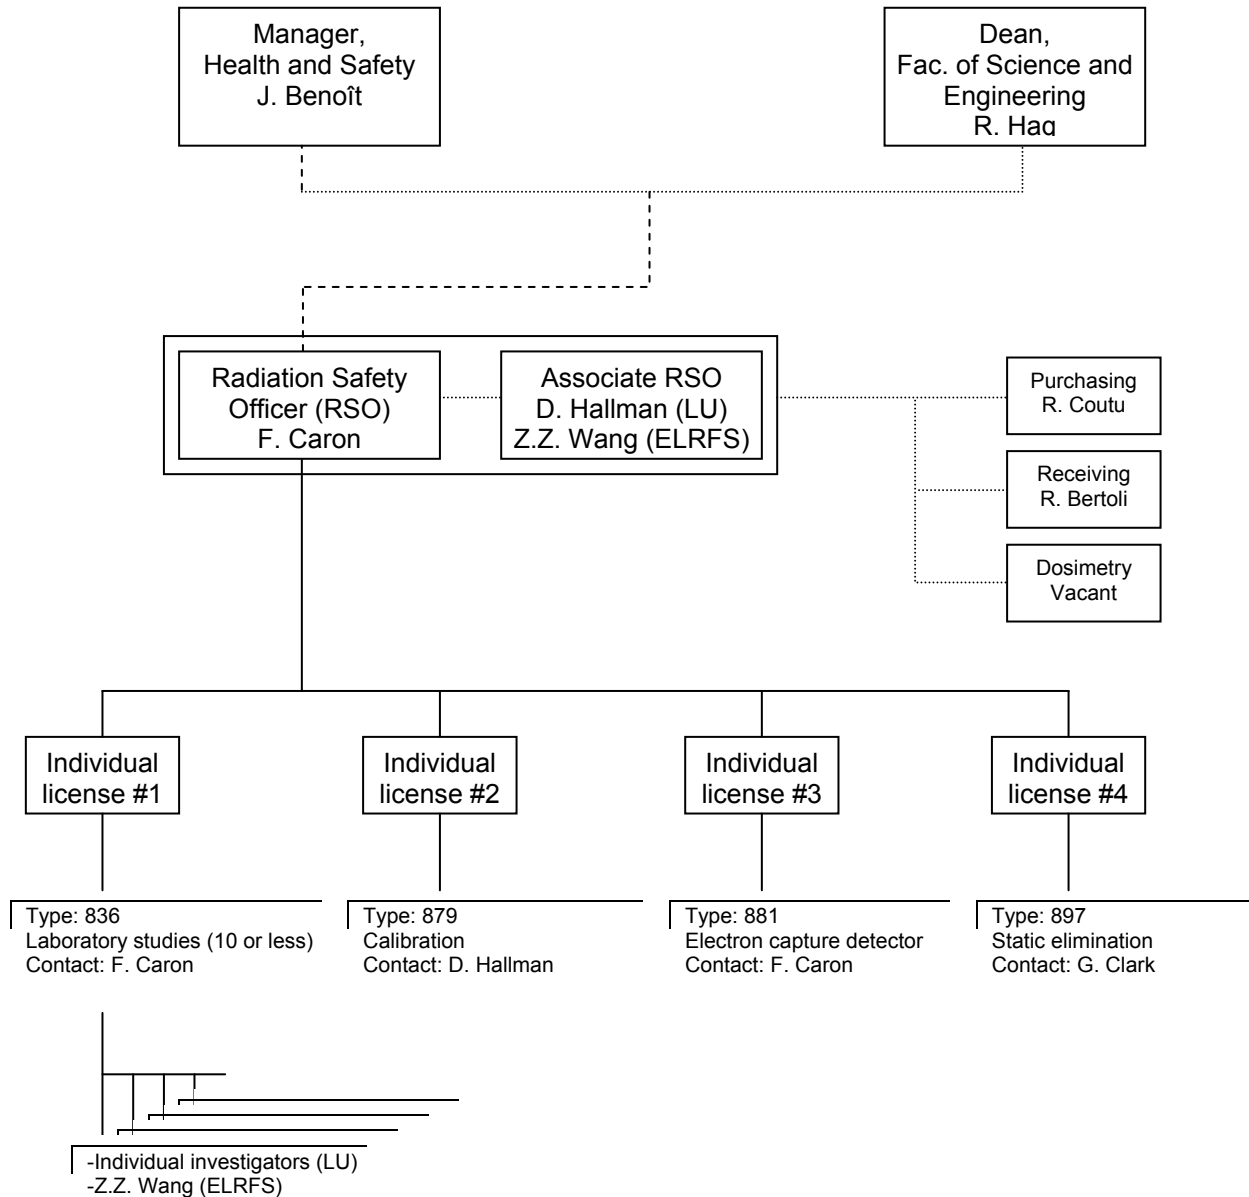 Manager,
Health and Safety
J. Benoît
Dean,
Fac. of Science and
Engineering
R. Haq
Radiation Safety
Officer (RSO)
F. Caron
Associate RSO
D. Hallman (LU)
Z.Z. Wang (ELRFS)
Purchasing
R. Coutu
Receiving
R. Bertoli
Dosimetry
Vacant
Individual
license #1
Individual
license #2
Individual
license #3
Individual
license #4
Type: 836
Laboratory studies (10 or less)
Contact: F. Caron
Type: 879
Calibration
Contact: D. Hallman
Type: 881
Electron capture detector
Contact: F. Caron
Type: 897
Static elimination
Contact: G. Clark
-Individual investigators (LU)
-Z.Z. Wang (ELRFS)